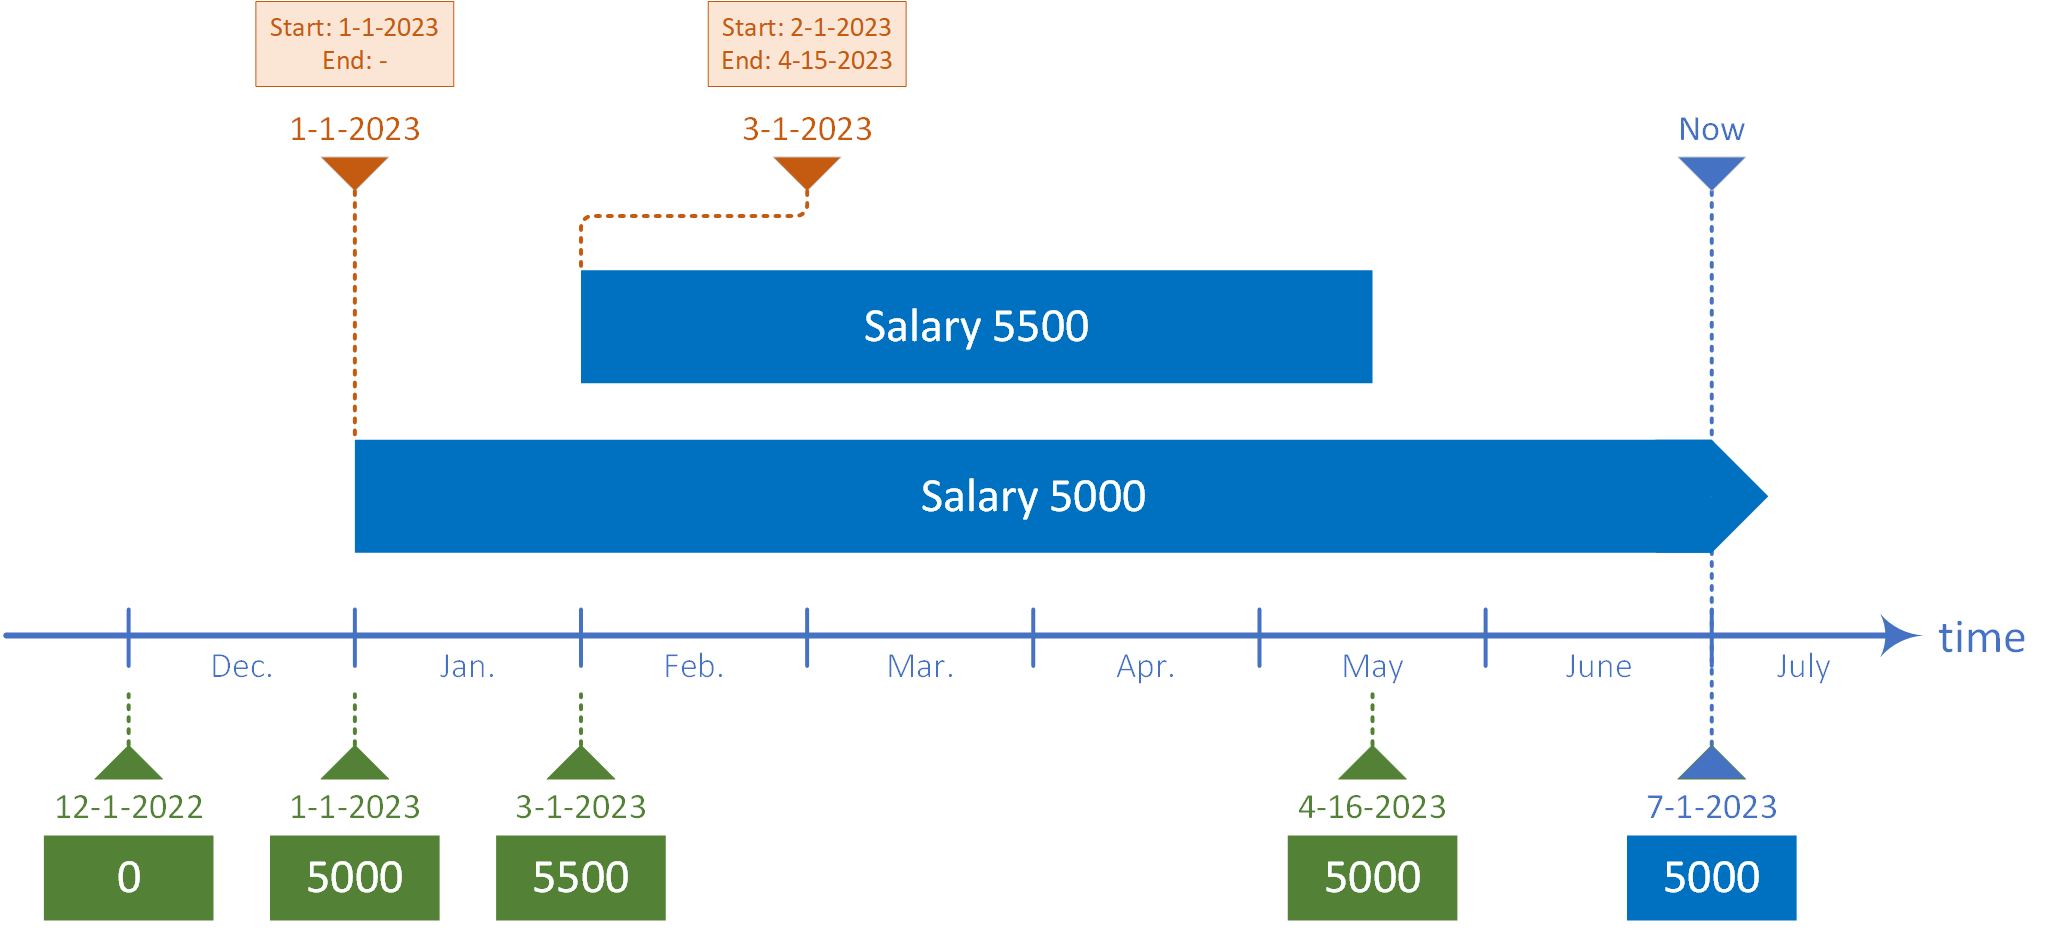 Start: 1-1-2023
End: -
Start: 2-1-2023
End: 4-15-2023
1-1-2023
3-1-2023
Now
Salary 5500
Salary 5000
time
Dec.
Jan.
Feb.
Mar.
Apr.
May
June
July
12-1-2022
1-1-2023
3-1-2023
4-16-2023
7-1-2023
0
5000
5500
5000
5000